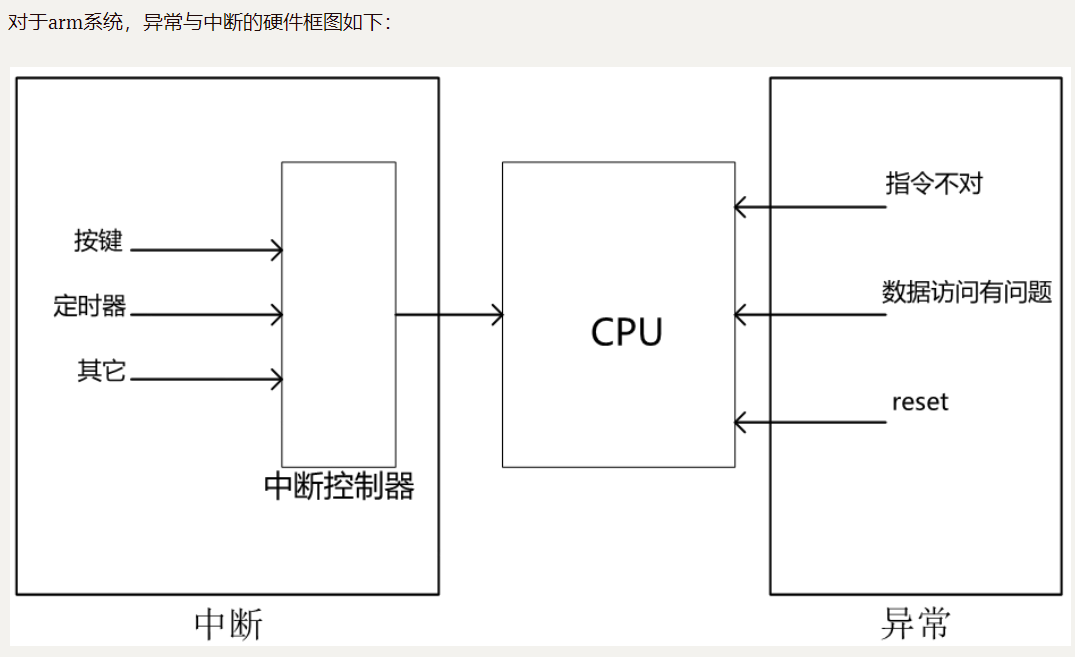 对于arm系统，异常与中断的硬件框图如下：
指令不对
按键
定时器
数据访问有问题
CPU
其它
reset
中断控制器
中断
异常